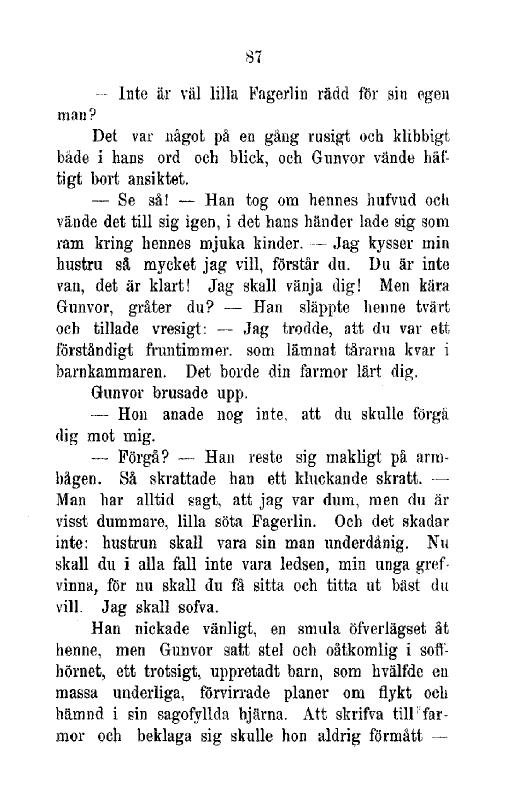 87
— Inte är väl lilla Fagerlin rädd för sin egen
man?
Det var något på en gång rusigt och klibbigt
både i hans ord och blick, och Gunvor vände häf-
tigt bort ansiktet.
— Se så! — Han tog om hennes hufvud och
vände det till sig igen, i det hans händer lade sig som
ram kring hennes mjuka kinder. — Jag kysser min
hustru så mycket jag vill, förstår du. Du är inte
van, det är klart! Jag skall vänja dig! Men kära
Gunvor, gråter du? — Han släppte henne tvärt
och tillade vresigt: — Jag trodde, att du var ett
förståndigt fruntimmer. som lämnat tårarna kvar i
barnkammaren. Det borde din farmor lärt dig.
Gunvor brusade upp.
— Hon anade nog inte, att du skulle förgå
dig mot mig.
— Förgå? — Han reste sig makligt på arm-
bågen. Så skrattade han ett kluckande skratt. —
Man har alltid sagt, att jag var dum, men du är
visst dummare, lilla söta Fagerlin. Och det skadar
inte: hustrun skall vara sin man underdånig. Nu
skall du i alla fall inte vara ledsen, min unga gref-
vinna, för nu skall du få sitta och titta ut bäst du
vill. Jag skall sofva.
Han nickade vänligt, en smula öfverlägset åt
henne, men Gunvor satt stel och oåtkomlig i soff-
hörnet, ett trotsigt, uppretadt barn, som hvälfde en
massa underliga, förvirrade planer om flykt och
hämnd i sin sagofyllda hjärna. Att skrifva till far-
mor och beklaga sig skulle hon aldrig förmått —